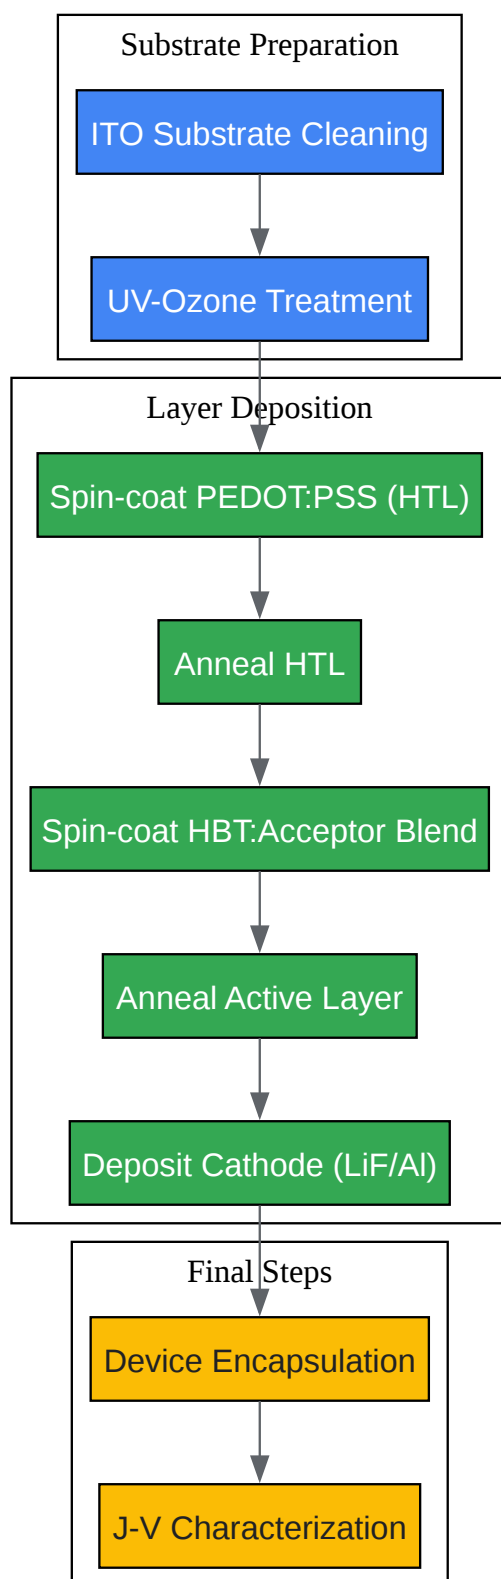 Substrate Preparation
ITO Substrate Cleaning
UV-Ozone Treatment
Layer Deposition
Spin-coat PEDOT:PSS (HTL)
Anneal HTL
Spin-coat HBT:Acceptor Blend
Anneal Active Layer
Deposit Cathode (LiF/Al)
Final Steps
Device Encapsulation
J-V Characterization